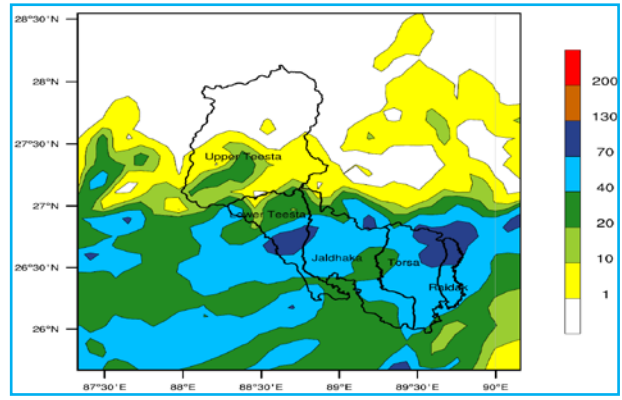 28°30'N
28°N
200
130
27°30'N
Upper Teesta
70
40
27°N
Lower Teesta
20
Jaldhaka
Torsa
10
26°30'N
Raidak
1
26°N
87°30'E 88°E 88°30'E 89°E 89°30'E 90°E